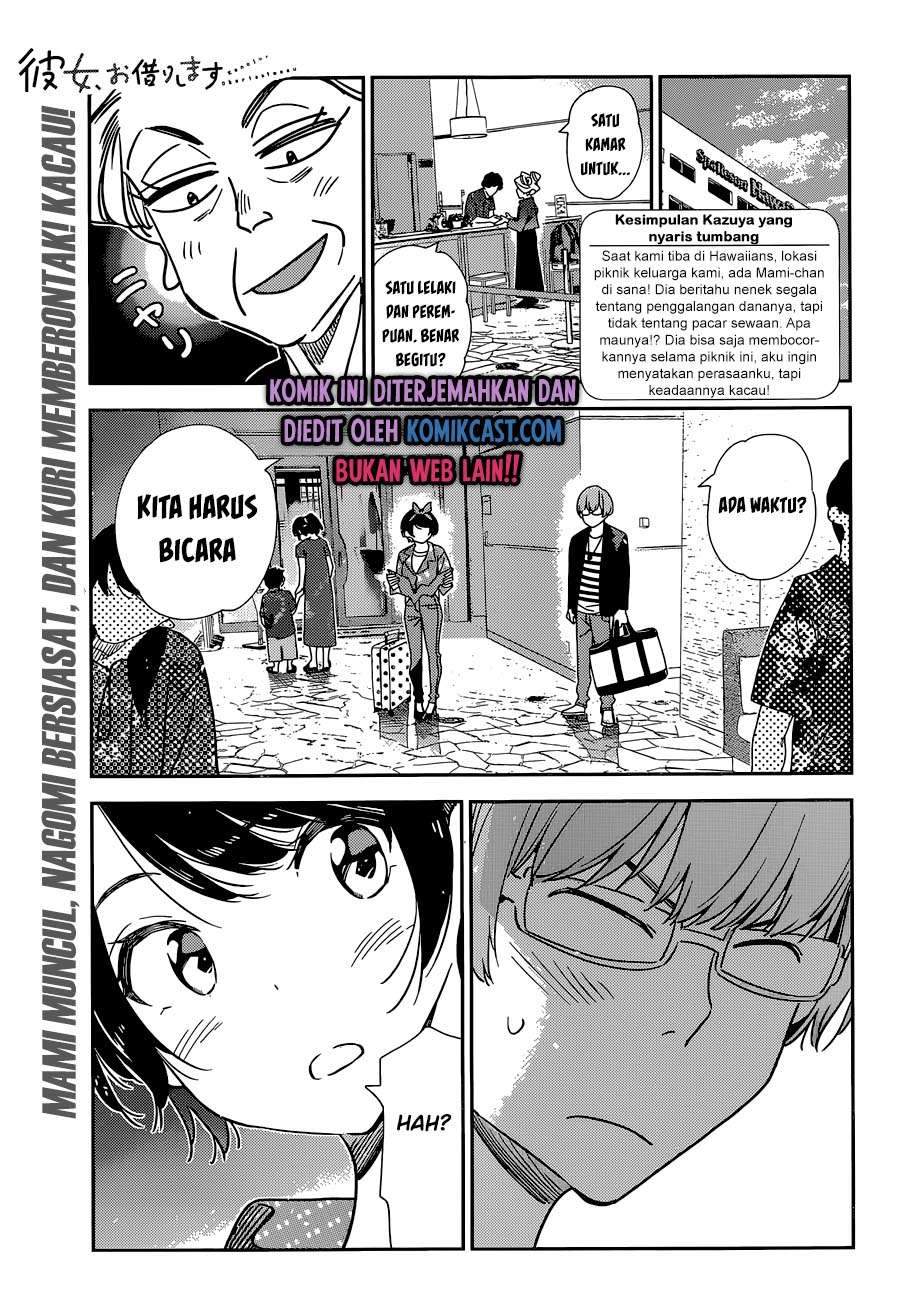 彼女、お借りします
MAMI MUNCUL, NAGOMI BERSIASAT, DAN KURI MEMBERONTAK! KACAU!
SpaResort Hawaii
SATU
KAMAR
UNTUK...
Kesimpulan Kazuya yang
nyaris tumbang
Saat kami tiba di Hawaiians, lokasi
piknik keluarga kami, ada Mami-chan
di sana! Dia beritahu nenek segala
tentang penggalangan dananya, tapi
tidak tentang pacar sewaan. Apa
maunya!? Dia bisa saja membocor-
kannya selama piknik ini, aku ingin
menyatakan perasaanku, tapi
keadaannya kacau!
SATU LELAKI
DAN PEREM-
PUAN. BENAR
BEGITU?
ニヤリ
KOMIK INI DITERJEMAHKAN DAN
DIEDIT OLEH KOMIKCAST.COM
BUKAN WEB LAIN!!
ADA WAKTU?
KITA HARUS
BICARA
HAH?